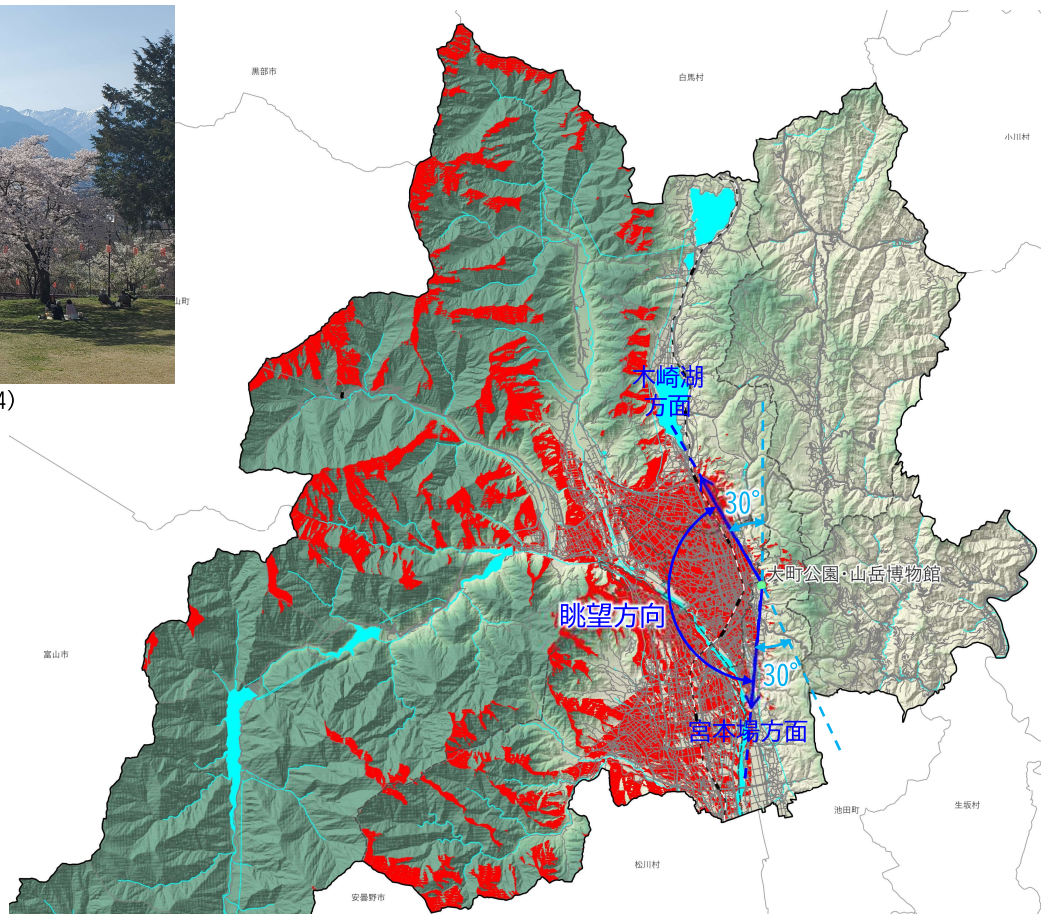 黒部市
白馬村
小川村
山町
4)
木崎湖
方面
30°
大町公園・山岳博物館
眺望方向
富山市
30°
宮本場方面
池田町
生坂村
松川村
安曇野市